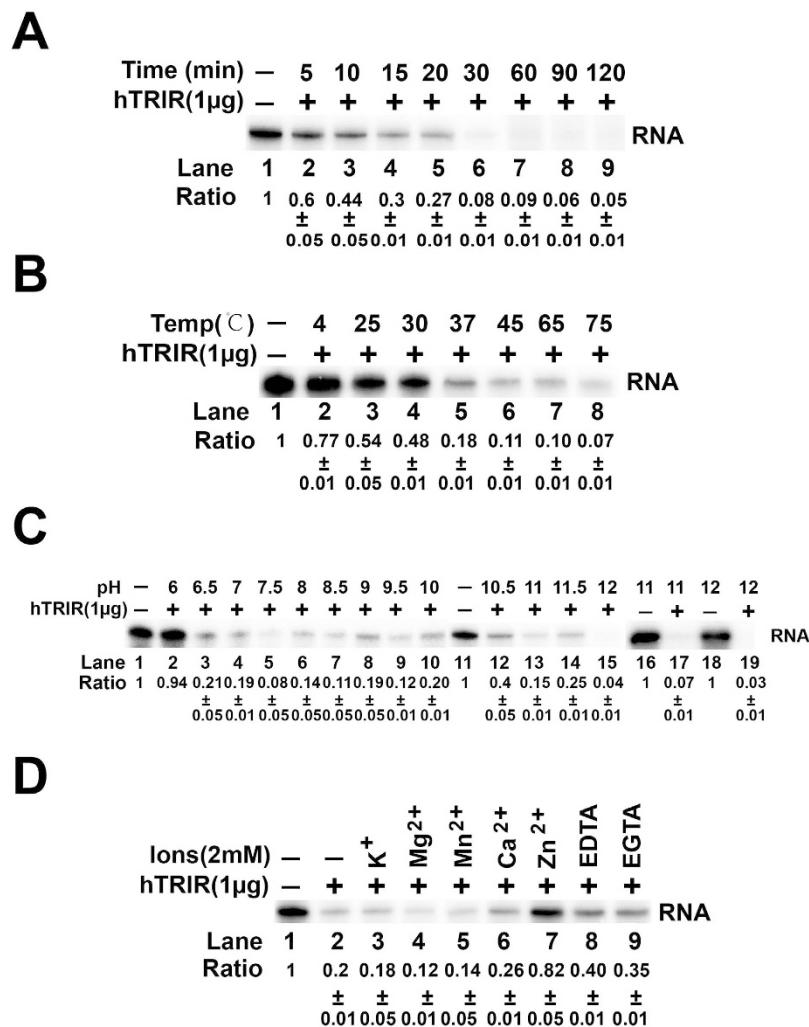 A
Time (min) – 5 10 15 20 30 60 90 120
hTRIR(1µg) – + + + + + + + +
RNA
Lane 1 2 3 4 5 6 7 8 9
Ratio 1 0.6 0.44 0.3 0.27 0.08 0.09 0.06 0.05
± ± ± ± ± ± ± ±
0.05 0.05 0.01 0.01 0.01 0.01 0.01 0.01
B
Temp(℃) – 4 25 30 37 45 65 75
hTRIR(1µg) – + + + + + + +
RNA
Lane 1 2 3 4 5 6 7 8
Ratio 1 0.77 0.54 0.48 0.18 0.11 0.10 0.07
± ± ± ± ± ± ±
0.01 0.05 0.01 0.01 0.01 0.01 0.01
C
pH – 6 6.5 7 7.5 8 8.5 9 9.5 10 – 10.5 11 11.5 12 11 11 12 12
hTRIR(1µg) – + + + + + + + + + – + + + + – + – +
RNA
Lane 1 2 3 4 5 6 7 8 9 10 11 12 13 14 15 16 17 18 19
Ratio 1 0.94 0.21 0.19 0.08 0.14 0.11 0.19 0.12 0.20 1 0.4 0.15 0.25 0.04 1 0.07 1 0.03
± ± ± ± ± ± ± ± ± ± ± ± ± ±
0.05 0.01 0.05 0.05 0.05 0.05 0.01 0.01 0.05 0.01 0.01 0.01 0.01 0.01
D
Ions(2mM) – – K+ Mg2+ Mn2+ Ca2+ Zn2+ EDTA EGTA
hTRIR(1µg) – + + + + + + + +
RNA
Lane 1 2 3 4 5 6 7 8 9
Ratio 1 0.2 0.18 0.12 0.14 0.26 0.82 0.40 0.35
± ± ± ± ± ± ± ±
0.01 0.05 0.01 0.05 0.01 0.05 0.01 0.01